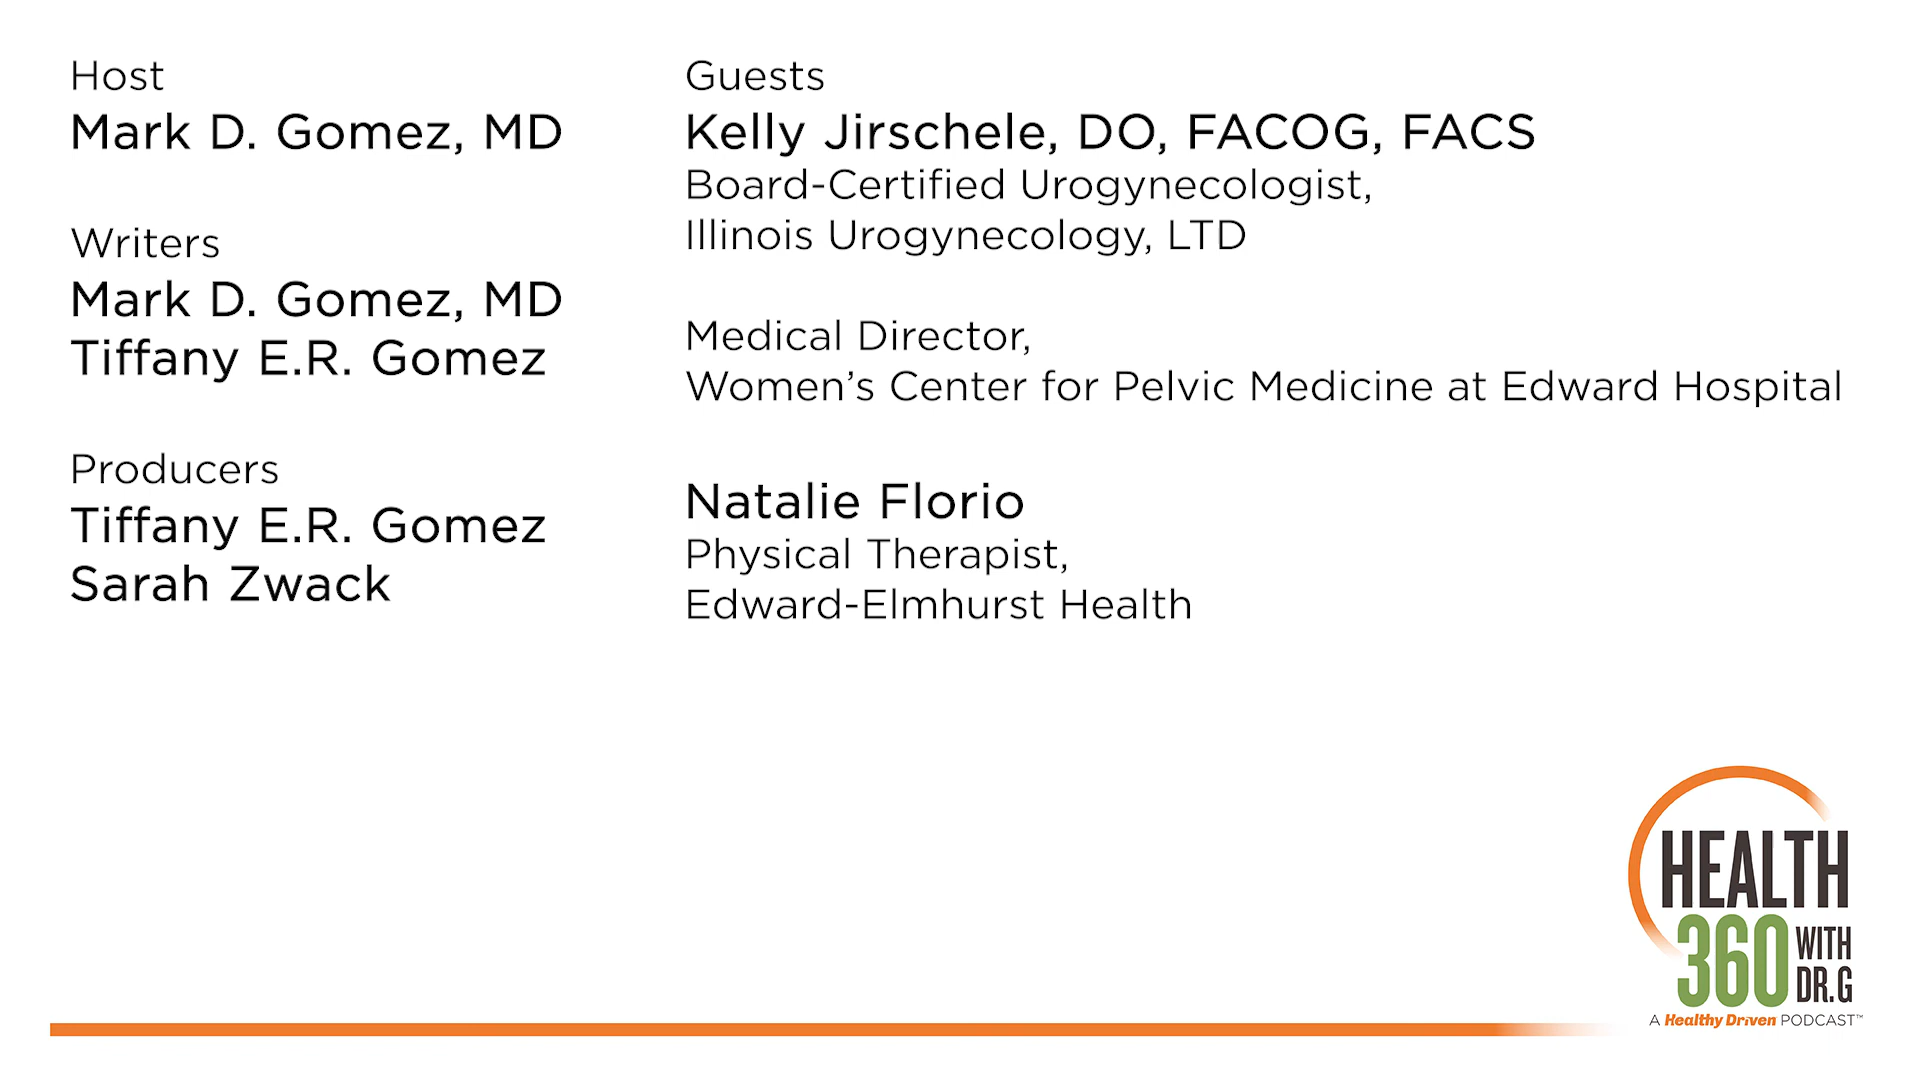 Host
Mark D. Gomez, MD
Writers
Mark D. Gomez, MD
Tiffany E.R. Gomez
Producers
Tiffany E.R. Gomez
Sarah Zwack
Guests
Kelly Jirschele, DO, FACOG, FACS
Board-Certified Urogynecologist,
Illinois Urogynecology, LTD
Medical Director,
Women’s Center for Pelvic Medicine at Edward Hospital
Natalie Florio
Physical Therapist,
Edward-Elmhurst Health
HEALTH
360 WITH
DR.G
A Healthy Driven PODCAST™